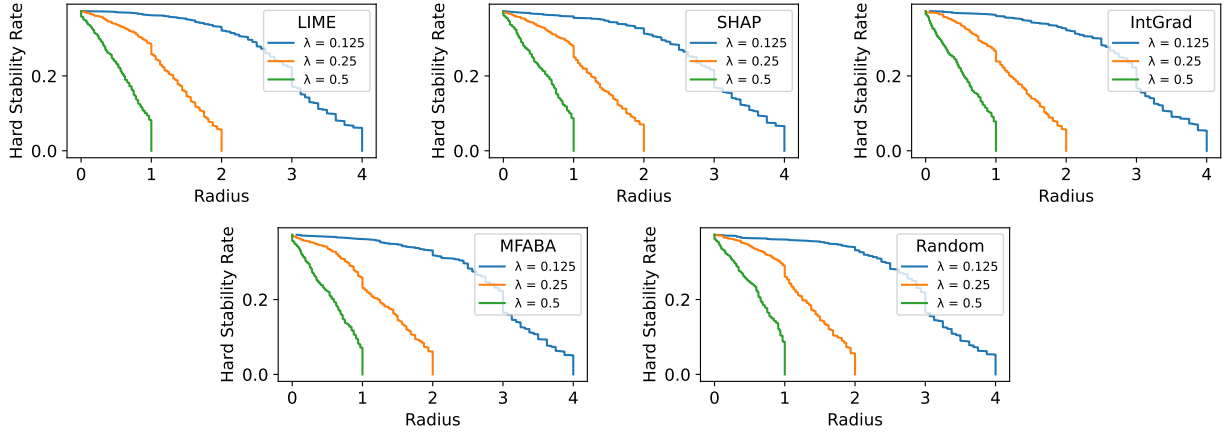 Hard Stability Rate
0.2
0.0
LIME
λ = 0.125
λ = 0.25
λ = 0.5
0 1 2 3 4
Radius
Hard Stability Rate
0.2
0.0
SHAP
λ = 0.125
λ = 0.25
λ = 0.5
0 1 2 3 4
Radius
Hard Stability Rate
0.2
0.0
IntGrad
λ = 0.125
λ = 0.25
λ = 0.5
0 1 2 3 4
Radius
Hard Stability Rate
0.2
0.0
MFABA
λ = 0.125
λ = 0.25
λ = 0.5
0 1 2 3 4
Radius
Hard Stability Rate
0.2
0.0
Random
λ = 0.125
λ = 0.25
λ = 0.5
0 1 2 3 4
Radius